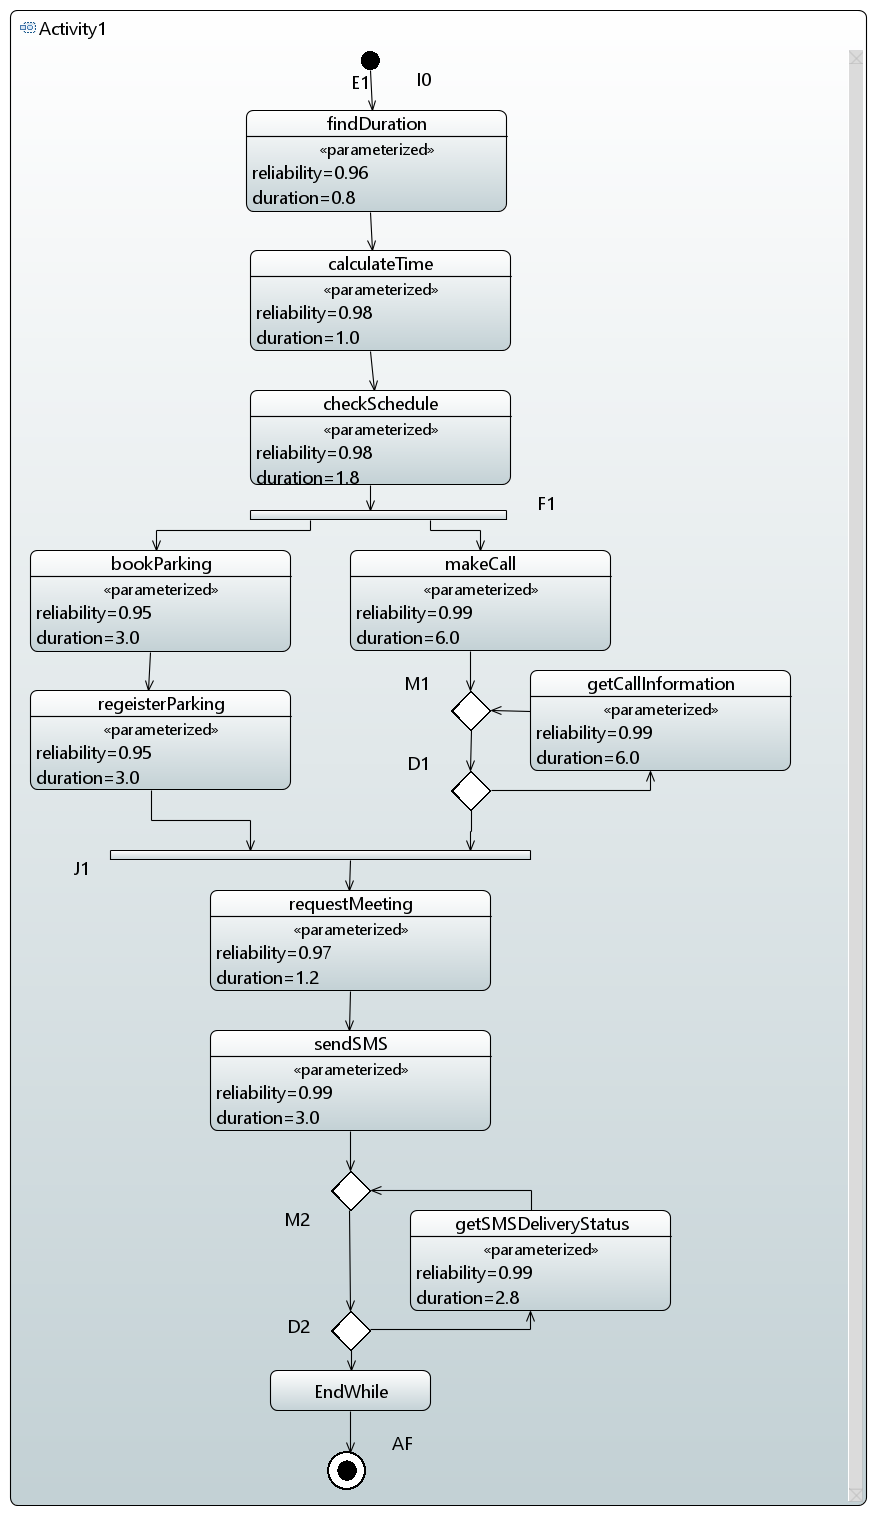 Activity1
E1
I0
findDuration
«parameterized»
reliability=0.96
duration=0.8
calculateTime
«parameterized»
reliability=0.98
duration=1.0
checkSchedule
«parameterized»
reliability=0.98
duration=1.8
F1
bookParking
«parameterized»
reliability=0.95
duration=3.0
makeCall
«parameterized»
reliability=0.99
duration=6.0
regeisterParking
«parameterized»
reliability=0.95
duration=3.0
M1
getCallInformation
«parameterized»
reliability=0.99
duration=6.0
D1
J1
requestMeeting
«parameterized»
reliability=0.97
duration=1.2
sendSMS
«parameterized»
reliability=0.99
duration=3.0
M2
getSMSDeliveryStatus
«parameterized»
reliability=0.99
duration=2.8
D2
EndWhile
AF